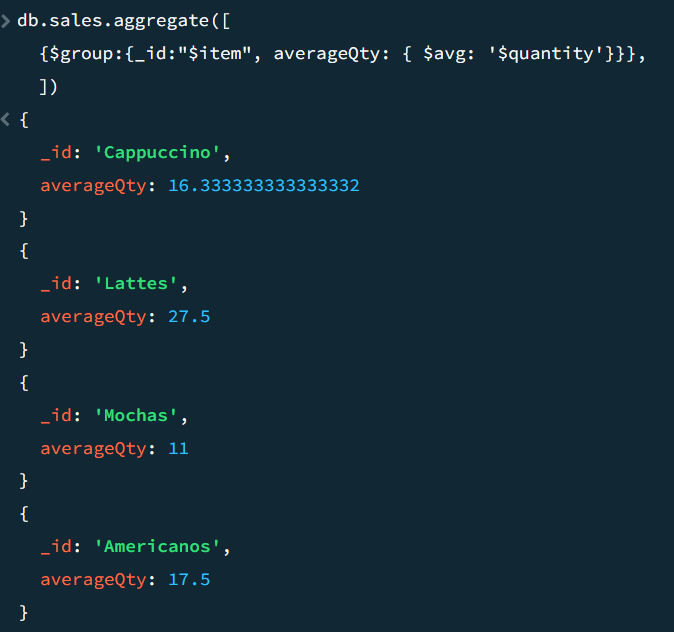 > db.sales.aggregate([
{$group:{_id:"$item", averageQty: { $avg: '$quantity'}}},
])
< {
_id: 'Cappuccino',
averageQty: 16.333333333333332
}
{
_id: 'Lattes',
averageQty: 27.5
}
{
_id: 'Mochas',
averageQty: 11
}
{
_id: 'Americanos',
averageQty: 17.5
}